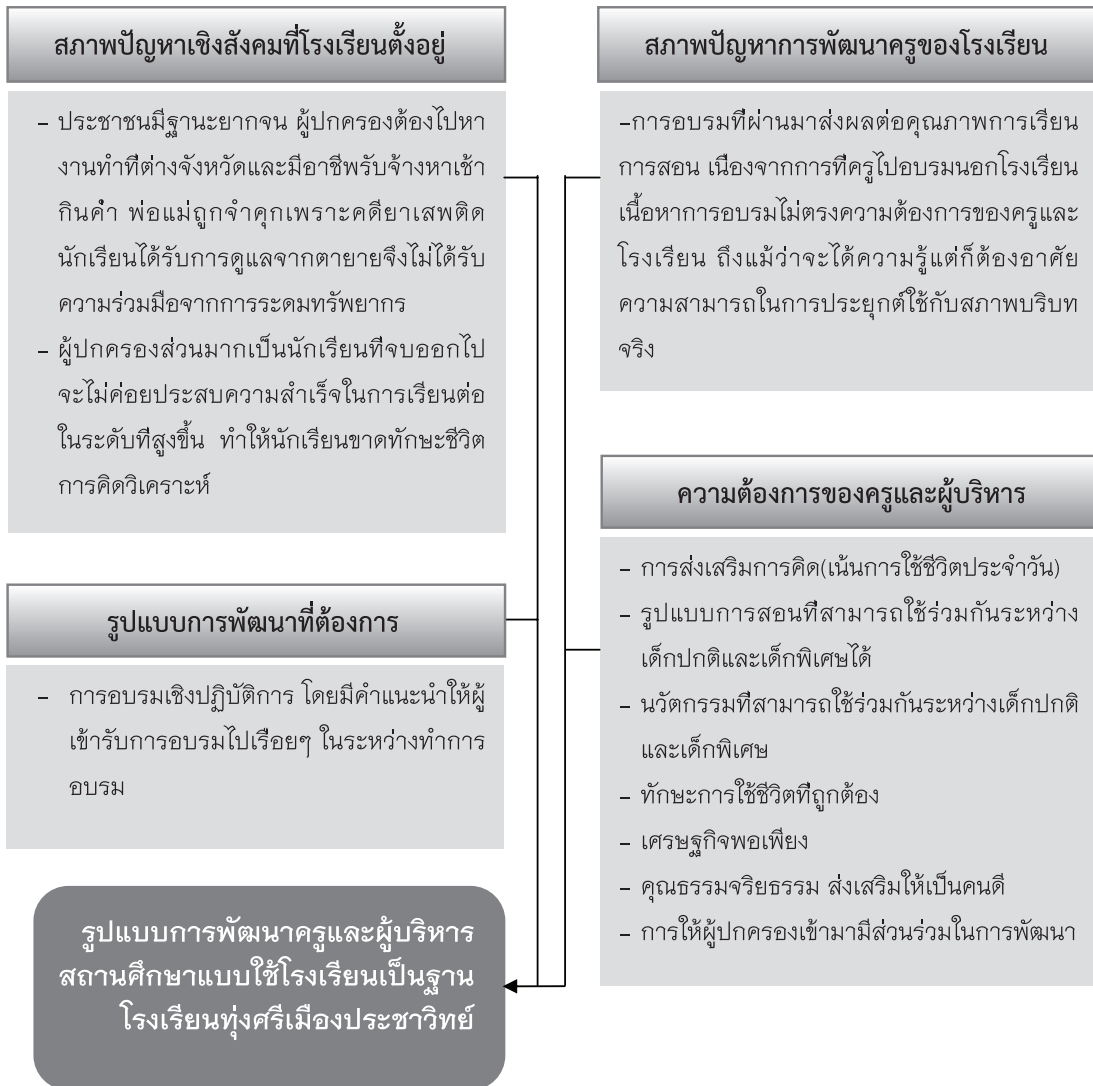 สภาพปัญหาเชิงสังคมที่โรงเรียนตั้งอยู่
– ประชาชนมีฐานะยากจน ผู้ปกครองต้องไปหา
งานทำที่ต่างจังหวัดและมีอาชีพรับจ้างหาเช้า
กินค่ำ พ่อแม่ถูกจำคุกเพราะคดียาเสพติด
นักเรียนได้รับการดูแลจากตายายจึงไม่ได้รับ
ความร่วมมือจากการระดมทรัพยากร
– ผู้ปกครองส่วนมากเป็นนักเรียนที่จบออกไป
จะไม่ค่อยประสบความสำเร็จในการเรียนต่อ
ในระดับที่สูงขึ้น ทำให้นักเรียนขาดทักษะชีวิต
การคิดวิเคราะห์
สภาพปัญหาการพัฒนาครูของโรงเรียน
–การอบรมที่ผ่านมาส่งผลต่อคุณภาพการเรียน
การสอน เนื่องจากการที่ครูไปอบรมนอกโรงเรียน
เนื้อหาการอบรมไม่ตรงความต้องการของครูและ
โรงเรียน ถึงแม้ว่าจะได้ความรู้แต่ก็ต้องอาศัย
ความสามารถในการประยุกต์ใช้กับสภาพบริบท
จริง
รูปแบบการพัฒนาที่ต้องการ
– การอบรมเชิงปฏิบัติการ โดยมีคำแนะนำให้ผู้
เข้ารับการอบรมไปเรื่อยๆ ในระหว่างทำการ
อบรม
ความต้องการของครูและผู้บริหาร
– การส่งเสริมการคิด(เน้นการใช้ชีวิตประจำวัน)
– รูปแบบการสอนที่สามารถใช้ร่วมกันระหว่าง
เด็กปกติและเด็กพิเศษได้
– นวัตกรรมที่สามารถใช้ร่วมกันระหว่างเด็กปกติ
และเด็กพิเศษ
– ทักษะการใช้ชีวิตที่ถูกต้อง
– เศรษฐกิจพอเพียง
– คุณธรรมจริยธรรม ส่งเสริมให้เป็นคนดี
– การให้ผู้ปกครองเข้ามามีส่วนร่วมในการพัฒนา
รูปแบบการพัฒนาครูและผู้บริหาร
สถานศึกษาแบบใช้โรงเรียนเป็นฐาน
โรงเรียนทุ่งศรีเมืองประชาวิทย์